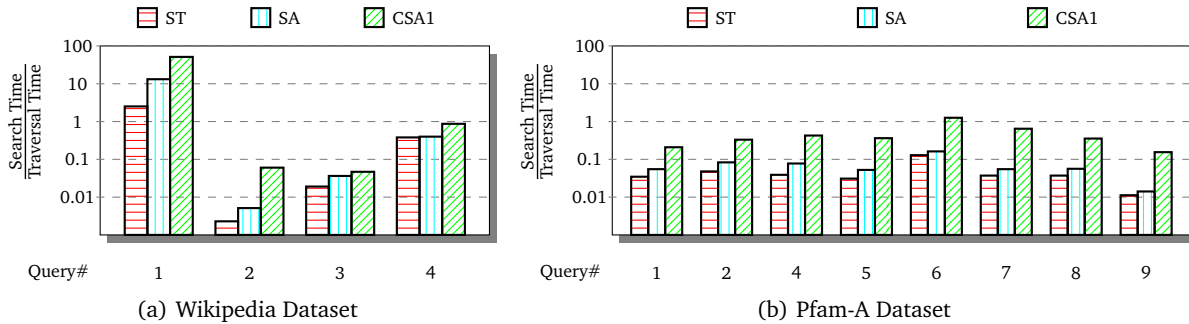 ST SA CSA1
Search Time
Traversal Time
100
10
1
0.1
0.01
Query# 1 2 3 4
(a) Wikipedia Dataset
ST SA CSA1
Search Time
Traversal Time
100
10
1
0.1
0.01
Query# 1 2 4 5 6 7 8 9
(b) Pfam-A Dataset